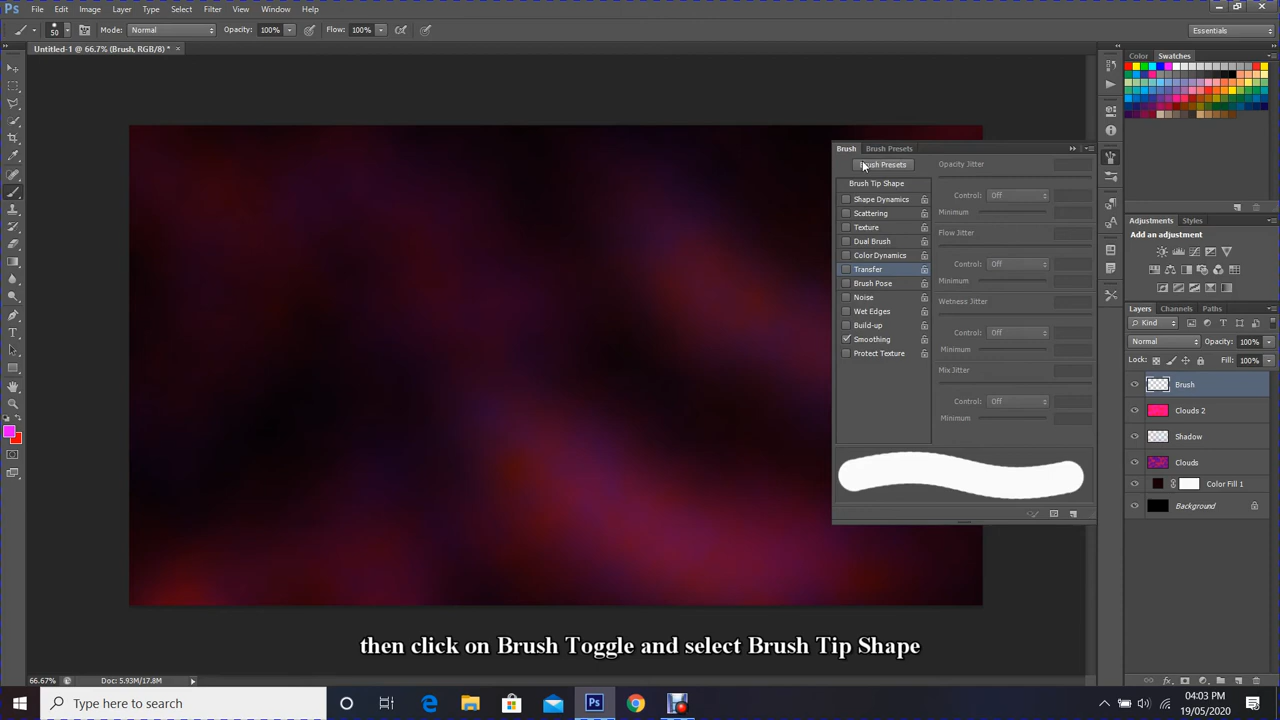 Ps File Edit Image Layer Type Select Filter View Window Help
50 Mode: Normal Opacity: 100% Flow: 100% Essentials
Untitled-1 @ 66.7% (Brush, RGB/8) * ×
Color Swatches
Brush Brush Presets
Brush Presets Opacity Jitter
Brush Tip Shape
Shape Dynamics Control: Off
Scattering Minimum
Texture Flow Jitter
Dual Brush
Color Dynamics Control: Off
Transfer
Brush Pose Minimum
Noise Wetness Jitter
Wet Edges
Build-up Control: Off
Smoothing
Protect Texture Minimum
Mix Jitter
Control: Off
Minimum
Adjustments Styles
Add an adjustment
Layers Channels Paths
Kind
Normal Opacity: 100%
Lock: Fill: 100%
Brush
Clouds 2
Shadow
Clouds
Color Fill 1
Background
then click on Brush Toggle and select Brush Tip Shape
66.67% Doc: 5.93M/17.8M
Type here to search
Ps
04:03 PM
19/05/2020